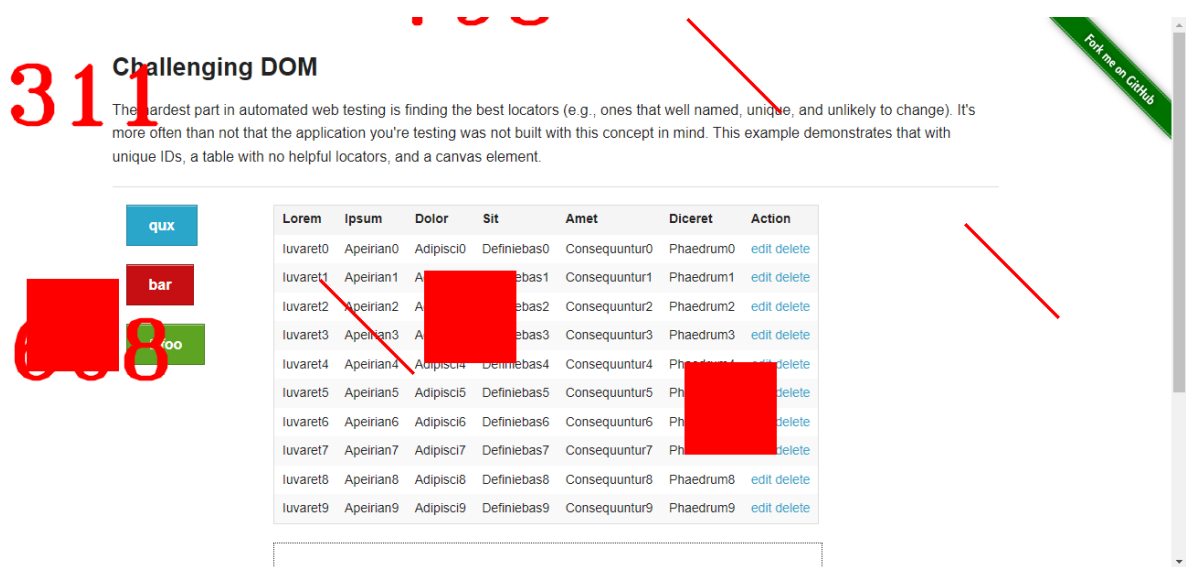 Fork me on GitHub
311
Challenging DOM
The hardest part in automated web testing is finding the best locators (e.g., ones that well named, unique, and unlikely to change). It's
more often than not that the application you're testing was not built with this concept in mind. This example demonstrates that with
unique IDs, a table with no helpful locators, and a canvas element.
qux
bar
Lorem Ipsum Dolor Sit Amet Diceret Action
Iuvaret0 Apeirian0 Adipisci0 Definiebas0 Consequuntur0 Phaedrum0 edit delete
Iuvaret1 Apeirian1 Consequuntur1 Phaedrum1 edit delete
Iuvaret2 Apeirian2 Consequuntur2 Phaedrum2 edit delete
Iuvaret3 Apeirian3 Consequuntur3 Phaedrum3 edit delete
Iuvaret4 Apeirian4 Adipisci4 Definiebas4 Consequuntur4 Phaedrum4 edit delete
Iuvaret5 Apeirian5 Adipisci5 Definiebas5 Consequuntur5 delete
Iuvaret6 Apeirian6 Adipisci6 Definiebas6 Consequuntur6 delete
Iuvaret7 Apeirian7 Adipisci7 Definiebas7 Consequuntur7 delete
Iuvaret8 Apeirian8 Adipisci8 Definiebas8 Consequuntur8 Phaedrum8 edit delete
Iuvaret9 Apeirian9 Adipisci9 Definiebas9 Consequuntur9 Phaedrum9 edit delete